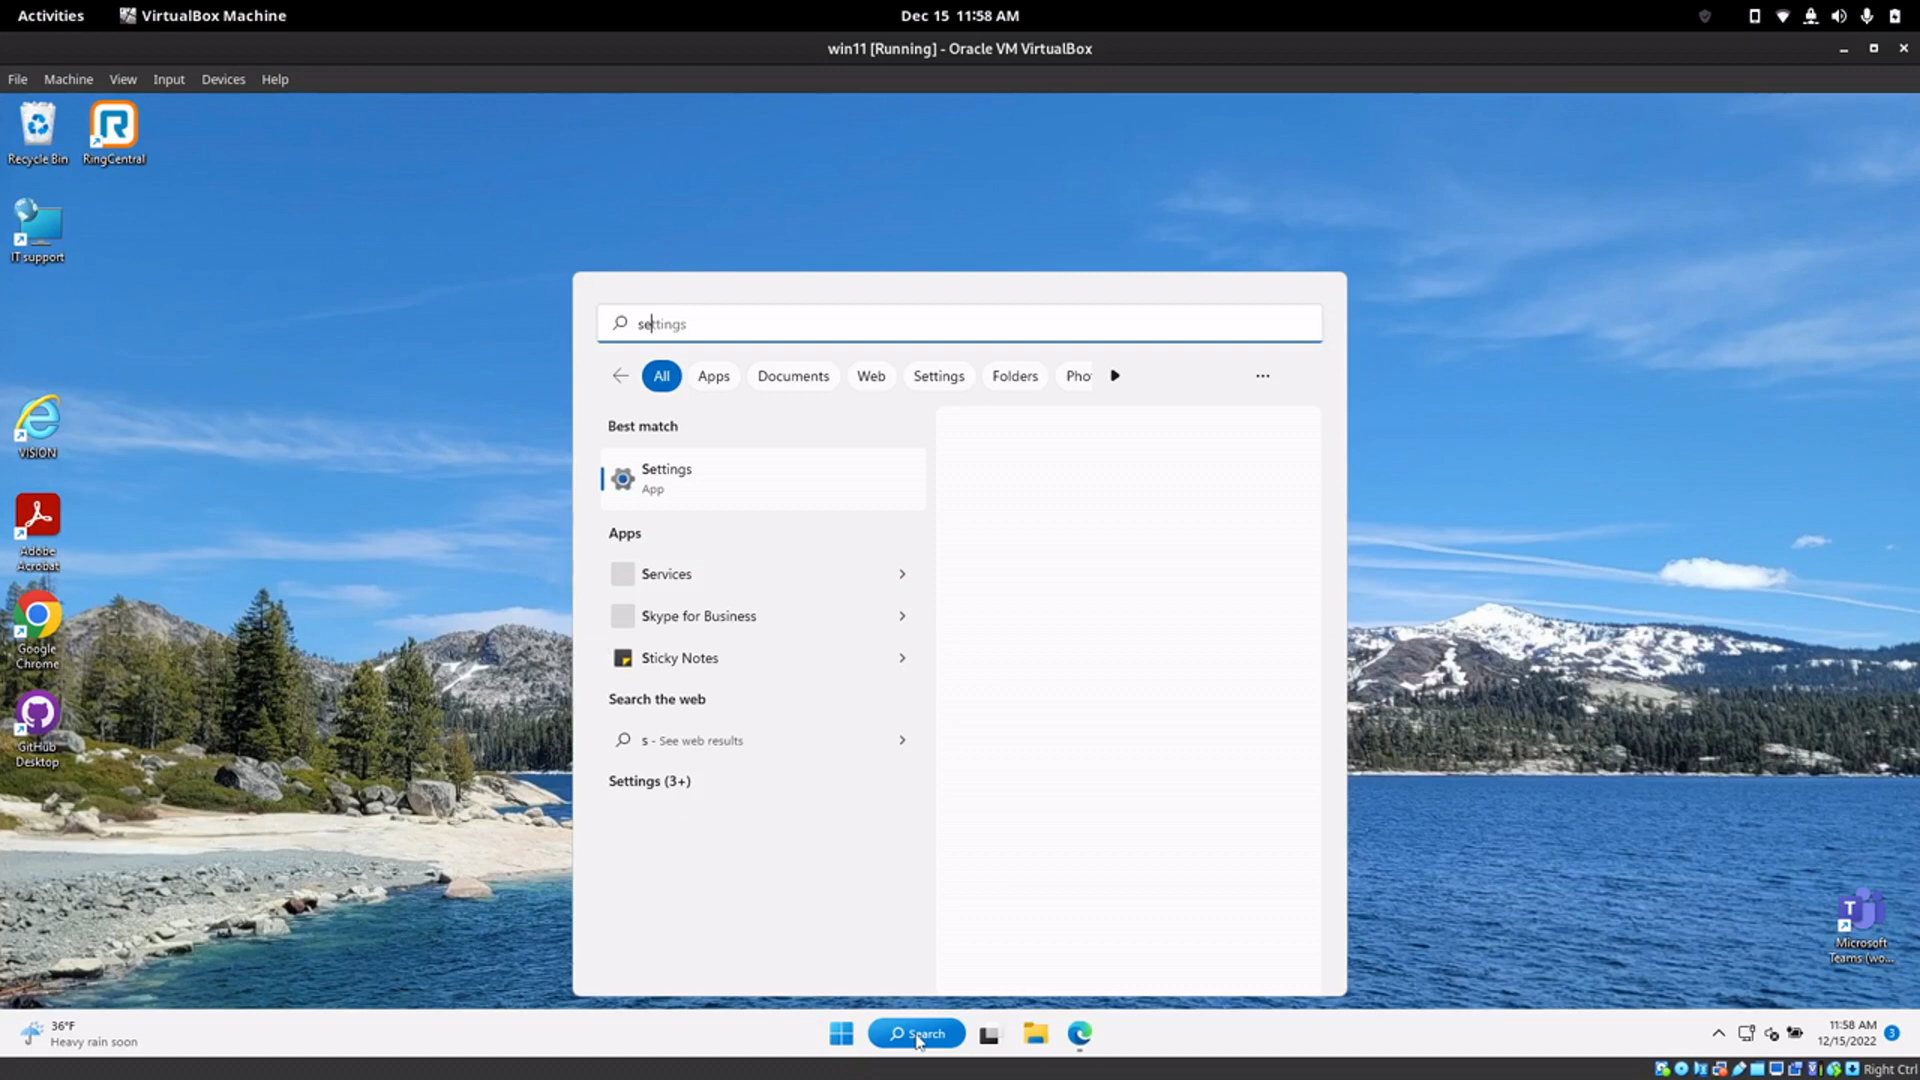 Activities
VirtualBox Machine
Dec 15 11:58 AM
win11 [Running] - Oracle VM VirtualBox
File Machine View Input Devices Help
Recycle Bin
RingCentral
IT support
VISION
Adobe
Acrobat
Google
Chrome
GitHub
Desktop
settings
All Apps Documents Web Settings Folders Pho
Best match
Settings
App
Apps
Services
Skype for Business
Sticky Notes
Search the web
s - See web results
Settings (3+)
Microsoft
Teams (wo...
36°F
Heavy rain soon
Search
11:58 AM
12/15/2022
3
Right Ctrl